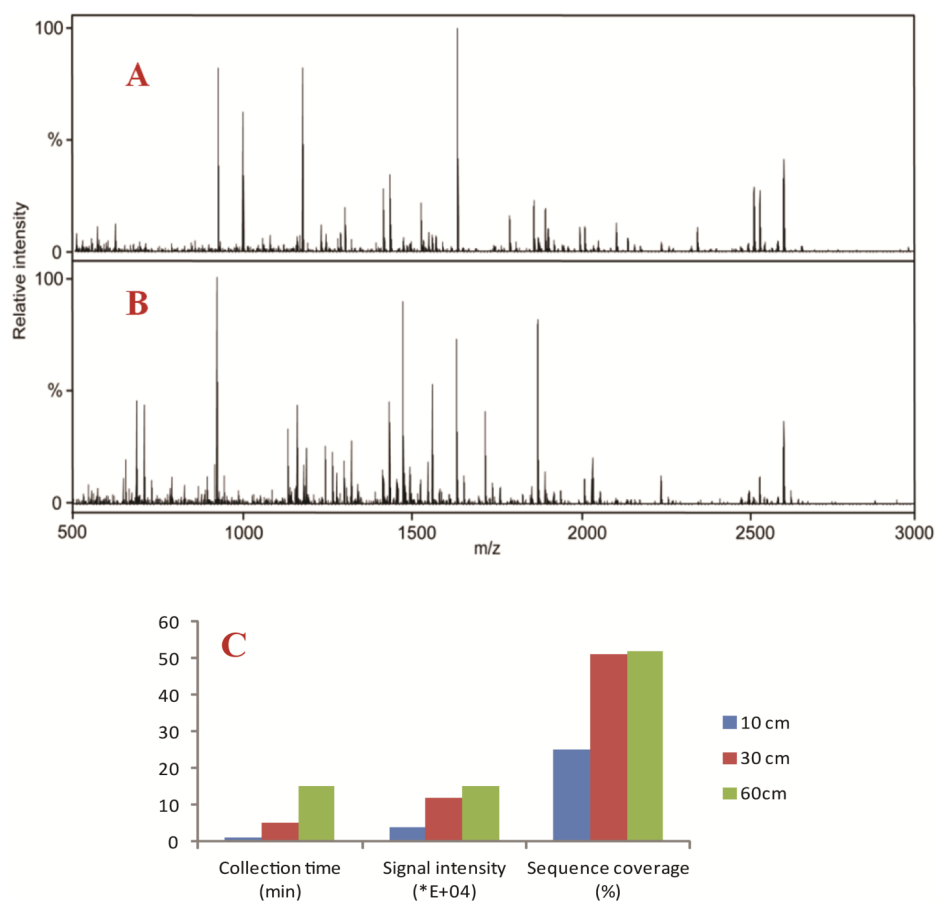 100
A
%
0
Relative intensity
100
B
%
0
500
1000
1500
2000
2500
3000
m/z
C
60
50
40
30
20
10
0
10 cm
30 cm
60cm
Collection time
(min)
Signal intensity
(*E+04)
Sequence coverage
(%)